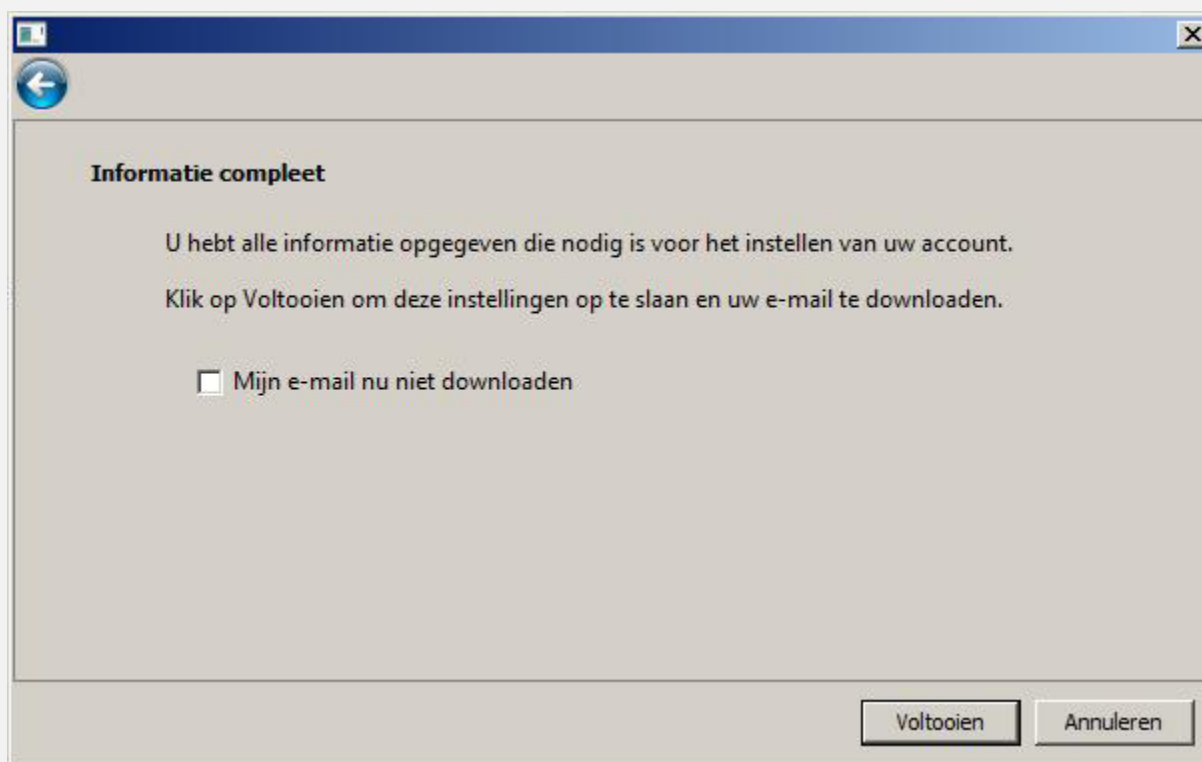 Informatie compleet
U hebt alle informatie opgegeven die nodig is voor het instellen van uw account.
Klik op Voltooien om deze instellingen op te slaan en uw e-mail te downloaden.
Mijn e-mail nu niet downloaden
Voltooien Annuleren